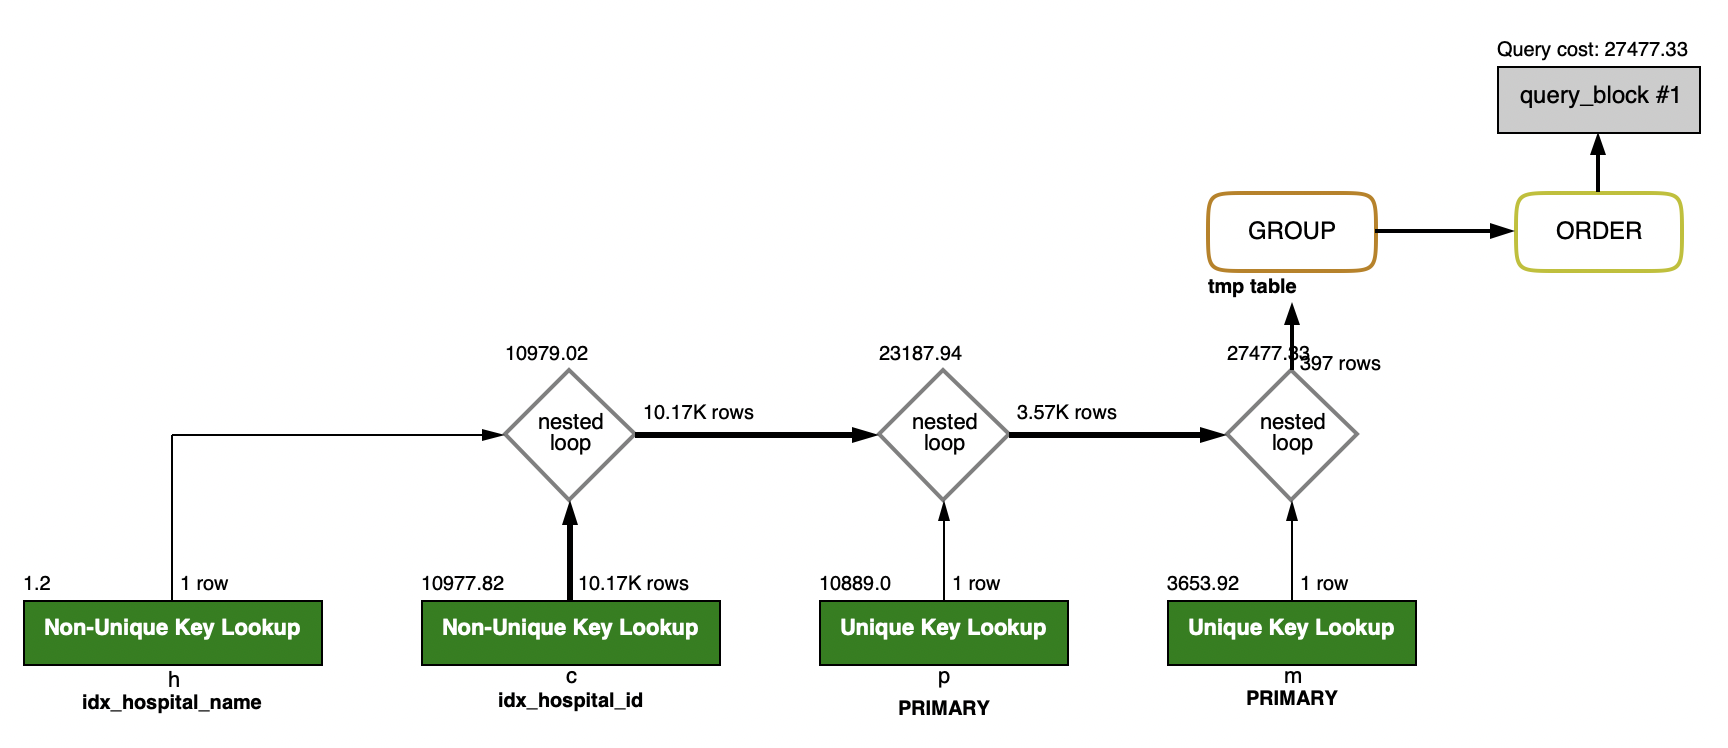 Query cost: 27477.33
query_block #1
GROUP
ORDER
tmp table
10979.02
23187.94
27477.33
397 rows
nested
loop
10.17K rows
nested
loop
3.57K rows
nested
loop
1.2
1 row
10977.82
10.17K rows
10889.0
1 row
3653.92
1 row
Non-Unique Key Lookup
Non-Unique Key Lookup
Unique Key Lookup
Unique Key Lookup
h
c
p
m
idx_hospital_name
idx_hospital_id
PRIMARY
PRIMARY